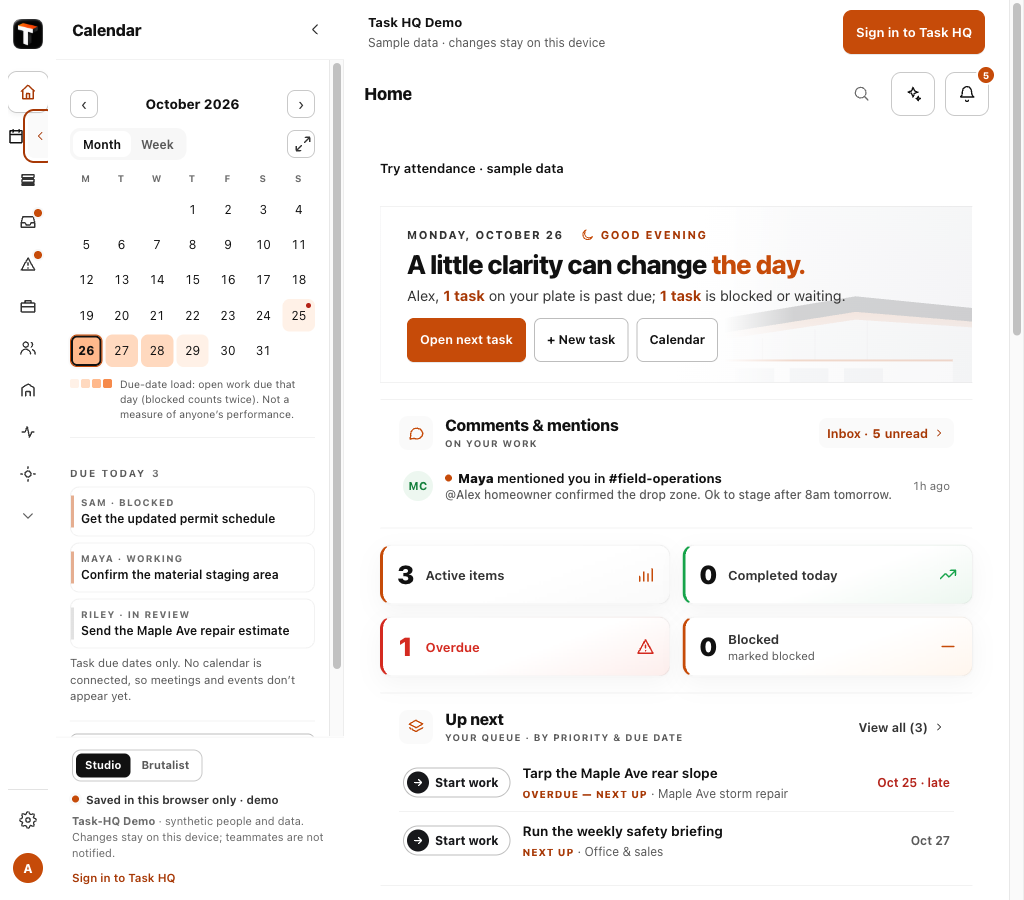 Calendar
October 2026
Month Week
M T W T F S S
1 2 3 4
5 6 7 8 9 10 11
12 13 14 15 16 17 18
19 20 21 22 23 24 25
26 27 28 29 30 31
Due-date load: open work due that
day (blocked counts twice). Not a
measure of anyone’s performance.
DUE TODAY 3
SAM · BLOCKED
Get the updated permit schedule
MAYA · WORKING
Confirm the material staging area
RILEY · IN REVIEW
Send the Maple Ave repair estimate
Task due dates only. No calendar is
connected, so meetings and events don’t
appear yet.
Studio Brutalist
Saved in this browser only · demo
Task-HQ Demo · synthetic people and data.
Changes stay on this device; teammates are not
notified.
Sign in to Task HQ
A
Task HQ Demo
Sample data · changes stay on this device
Sign in to Task HQ
Home
5
Try attendance · sample data
MONDAY, OCTOBER 26 GOOD EVENING
A little clarity can change the day.
Alex, 1 task on your plate is past due; 1 task is blocked or waiting.
Open next task + New task Calendar
Comments & mentions
ON YOUR WORK
Inbox · 5 unread
MC
Maya mentioned you in #field-operations
@Alex homeowner confirmed the drop zone. Ok to stage after 8am tomorrow.
1h ago
3 Active items
0 Completed today
1 Overdue
0 Blocked
marked blocked
Up next
YOUR QUEUE · BY PRIORITY & DUE DATE
View all (3)
Start work
Tarp the Maple Ave rear slope
OVERDUE — NEXT UP · Maple Ave storm repair
Oct 25 · late
Start work
Run the weekly safety briefing
NEXT UP · Office & sales
Oct 27